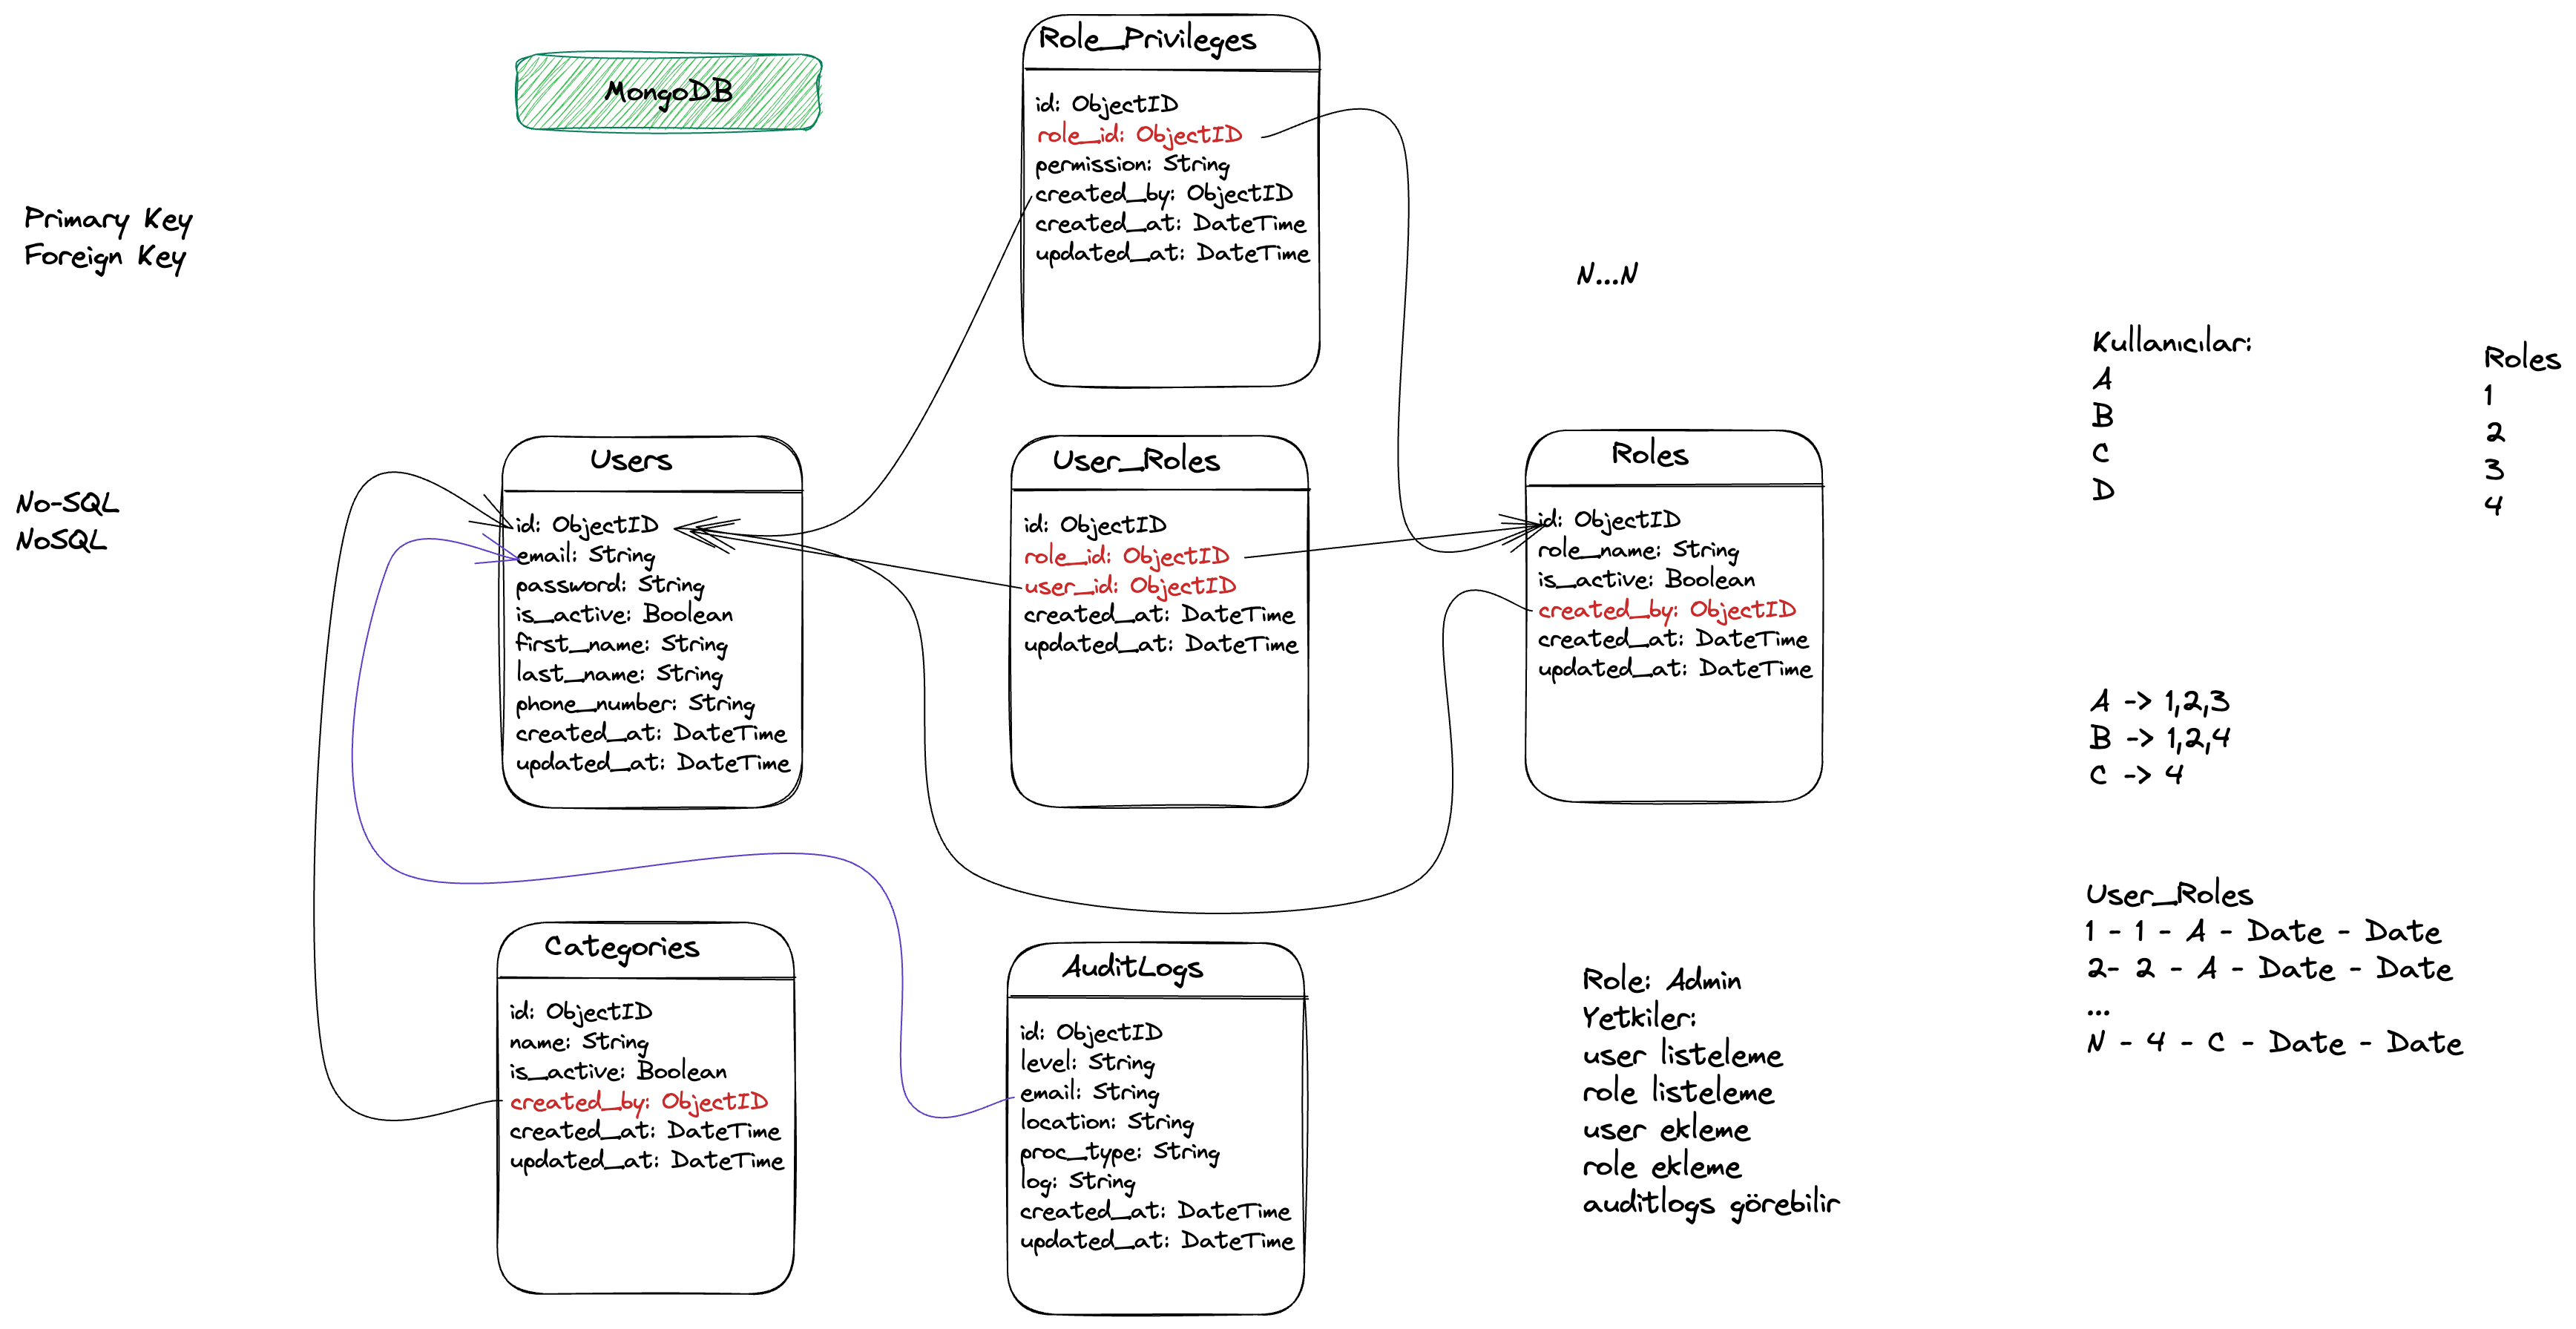 MongoDB
Primary Key
Foreign Key
No-SQL
NoSQL
Role_Privileges
id: ObjectID
role_id: ObjectID
permission: String
created_by: ObjectID
created_at: DateTime
updated_at: DateTime
N...N
Users
id: ObjectID
email: String
password: String
is_active: Boolean
first_name: String
last_name: String
phone_number: String
created_at: DateTime
updated_at: DateTime
User_Roles
id: ObjectID
role_id: ObjectID
user_id: ObjectID
created_at: DateTime
updated_at: DateTime
Roles
id: ObjectID
role_name: String
is_active: Boolean
created_by: ObjectID
created_at: DateTime
updated_at: DateTime
Categories
id: ObjectID
name: String
is_active: Boolean
created_by: ObjectID
created_at: DateTime
updated_at: DateTime
AuditLogs
id: ObjectID
level: String
email: String
location: String
proc_type: String
log: String
created_at: DateTime
updated_at: DateTime
Role: Admin
Yetkiler:
user listeleme
role listeleme
user ekleme
role ekleme
auditlogs görebilir
Kullanıcılar:
A
B
C
D
Roles
1
2
3
4
A -> 1,2,3
B -> 1,2,4
C -> 4
User_Roles
1 - 1 - A - Date - Date
2- 2 - A - Date - Date
...
N - 4 - C - Date - Date